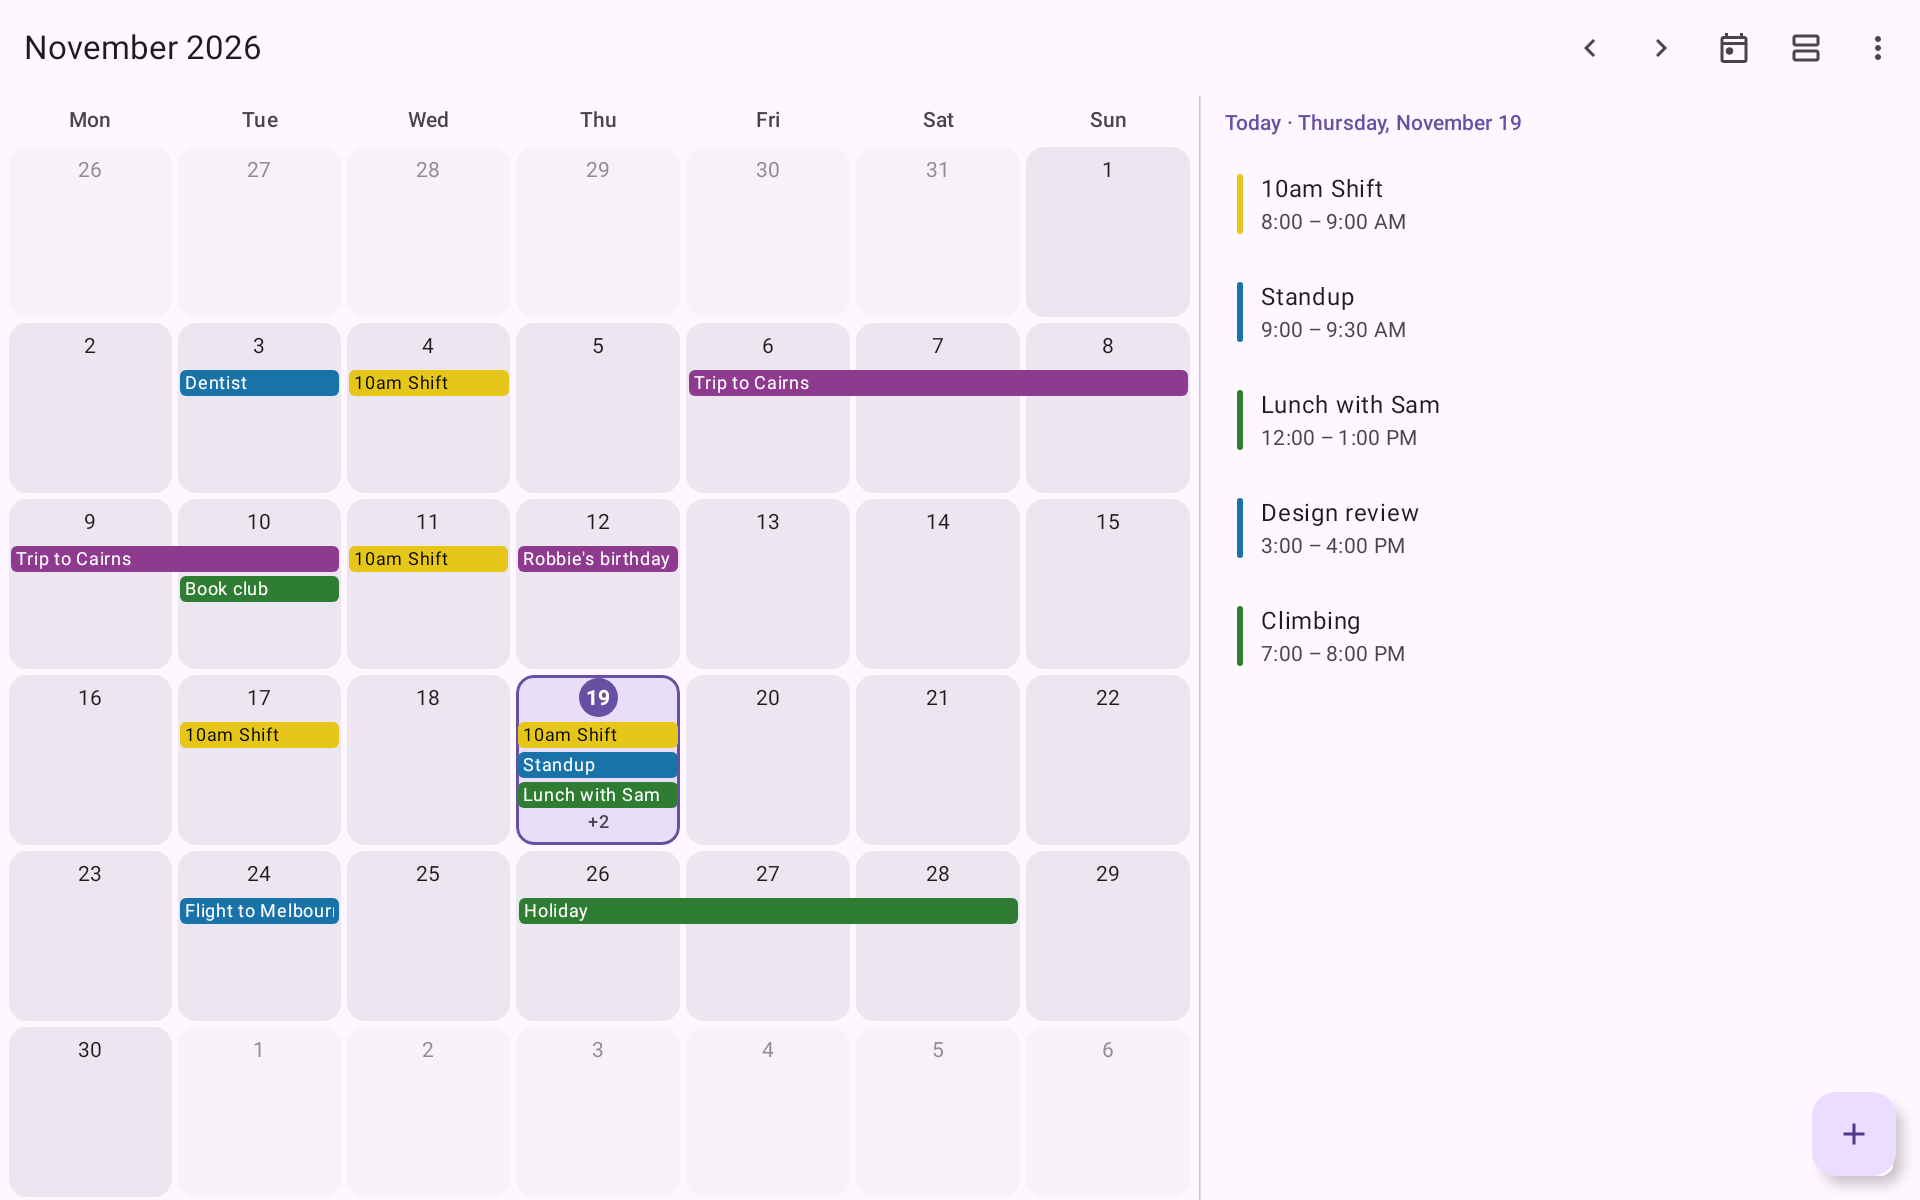 November 2026
Mon Tue Wed Thu Fri Sat Sun
26 27 28 29 30 31 1
2 3 4 5 6 7 8
Dentist 10am Shift Trip to Cairns
9 10 11 12 13 14 15
Trip to Cairns 10am Shift Robbie's birthday
Book club
16 17 18 19 20 21 22
10am Shift 10am Shift
Standup
Lunch with Sam
+2
23 24 25 26 27 28 29
Flight to Melbour Holiday
30 1 2 3 4 5 6
Today · Thursday, November 19
10am Shift
8:00 – 9:00 AM
Standup
9:00 – 9:30 AM
Lunch with Sam
12:00 – 1:00 PM
Design review
3:00 – 4:00 PM
Climbing
7:00 – 8:00 PM